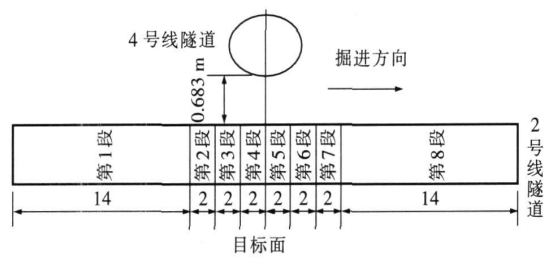 4号线隧道
掘进方向
0.683 m
第1段
第2段
第3段
第4段
第5段
第6段
第7段
第8段
2号线隧道
14
2
2
2
2
2
2
14
目标面